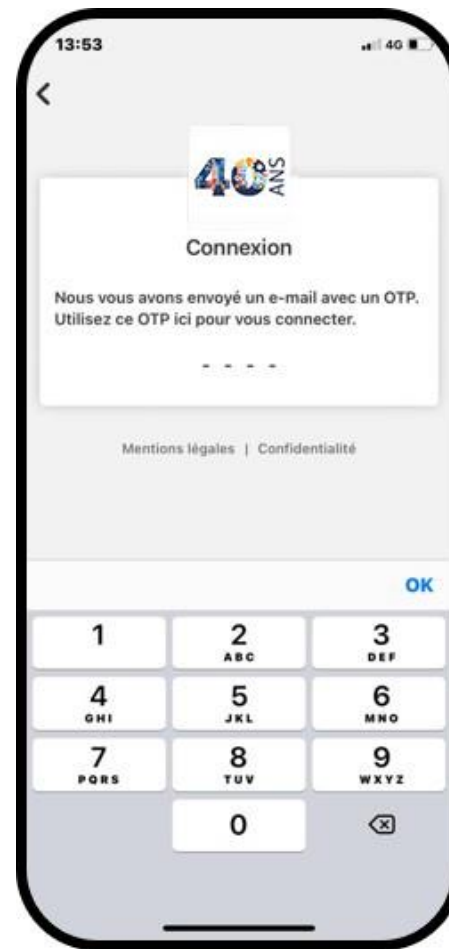 13:53
4G
40
ANS
Connexion
Nous vous avons envoyé un e-mail avec un OTP.
Utilisez ce OTP ici pour vous connecter.
- - - -
Mentions légales | Confidentialité
OK
1
2
ABC
3
DEF
4
GHI
5
JKL
6
MNO
7
PQRS
8
TUV
9
WXYZ
0